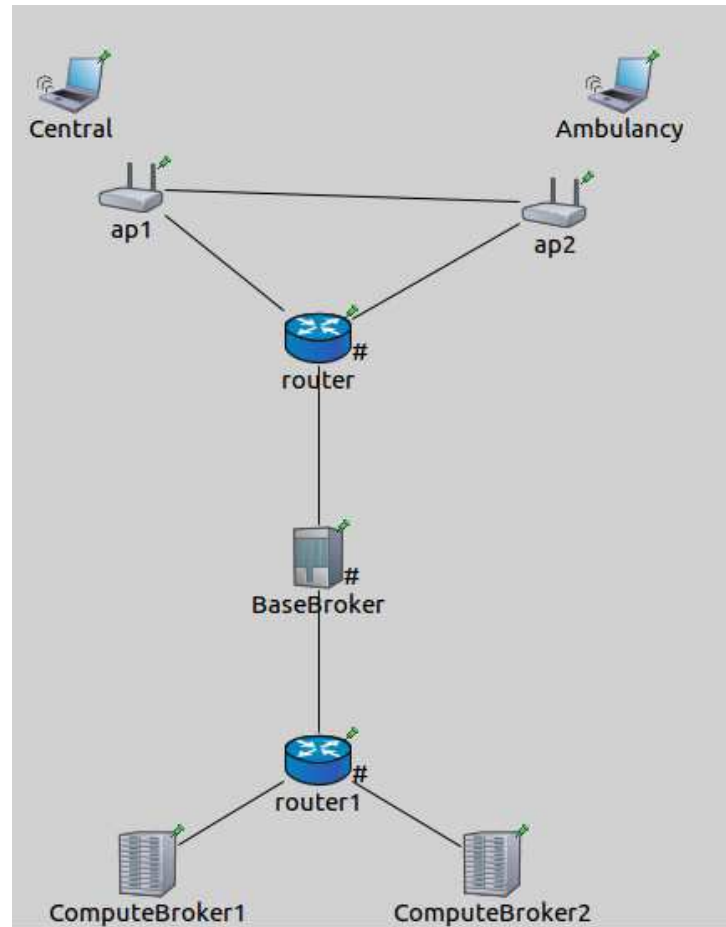 Central
Ambulancy
ap1
ap2
#
router
#
BaseBroker
#
router1
ComputeBroker1
ComputeBroker2